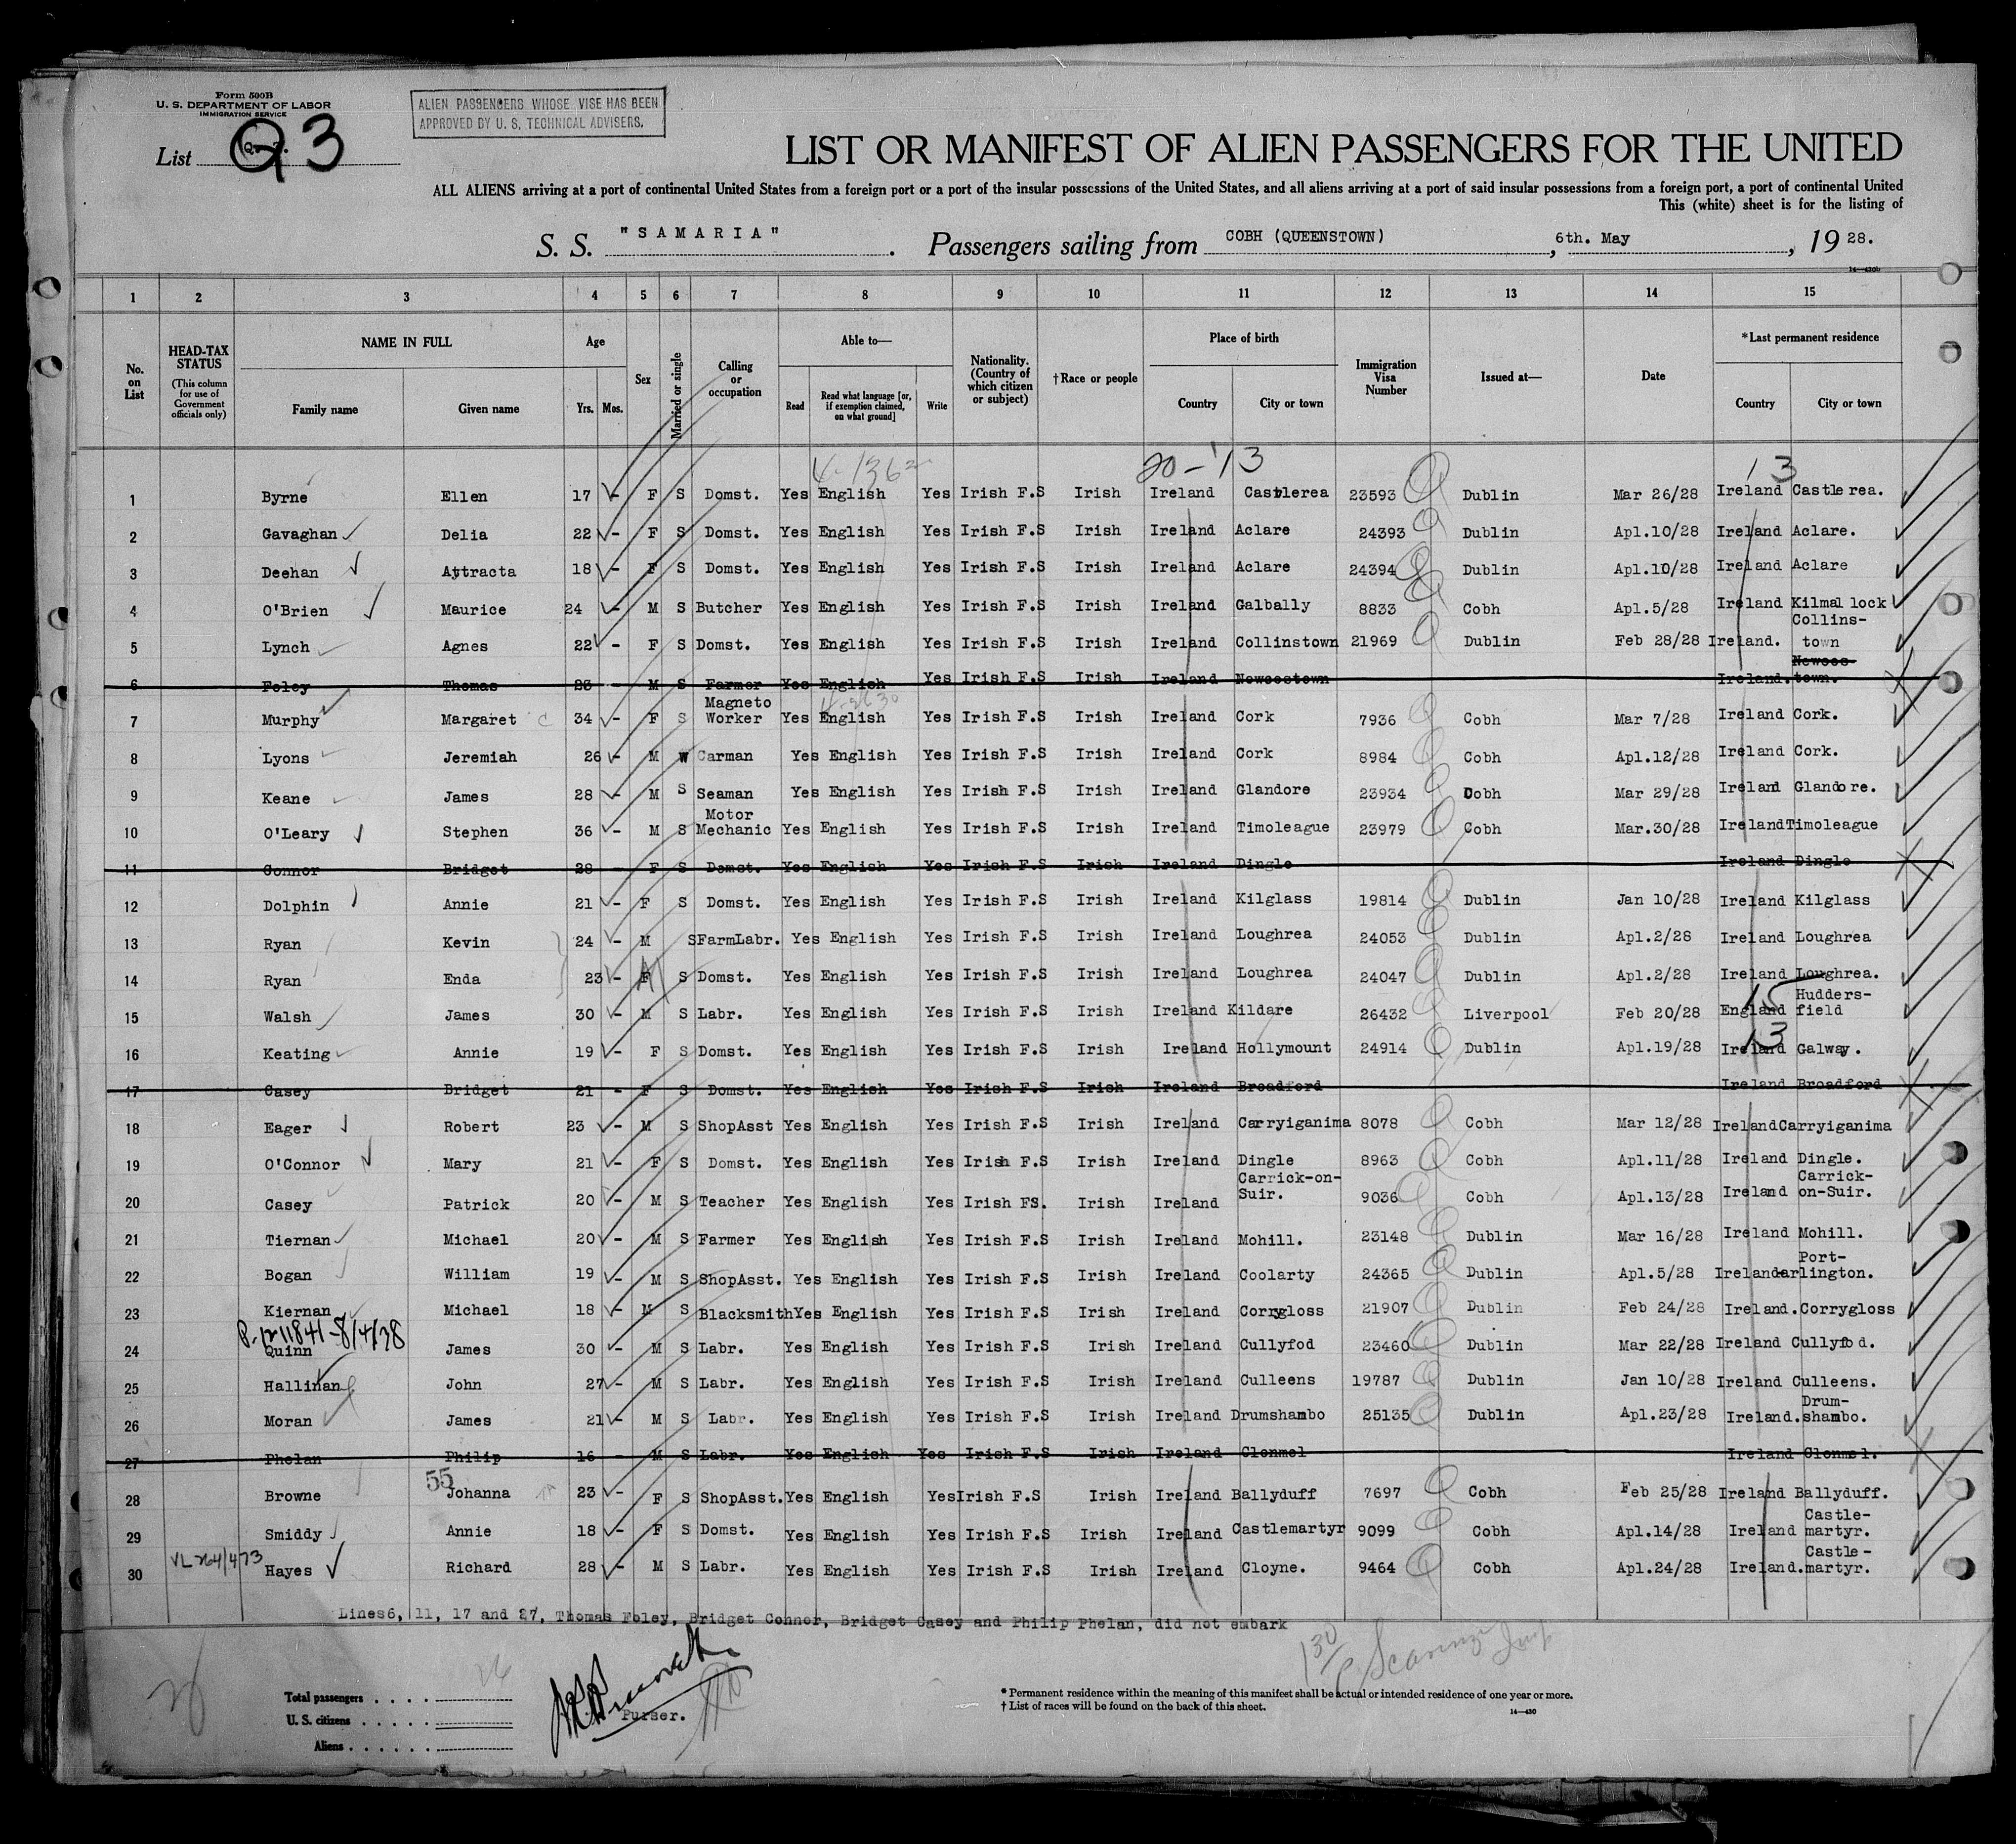 Form 500B
U. S. DEPARTMENT OF LABOR
IMMIGRATION SERVICE
List Q 3
ALIEN PASSENGERS WHOSE VISE HAS BEEN
APPROVED BY U. S. TECHNICAL ADVISERS.
LIST OR MANIFEST OF ALIEN PASSENGERS FOR THE UNITED
ALL ALIENS arriving at a port of continental United States from a foreign port or a port of the insular possessions of the United States, and all aliens arriving at a port of said insular possessions from a foreign port, a port of continental United
This (white) sheet is for the listing of
S. S. "SAMARIA". Passengers sailing from COBH (QUEENSTOWN), 6th. May, 1928.
14—430b
1 2 3 4 5 6 7 8 9 10 11 12 13 14 15
No. on List
HEAD-TAX STATUS (This column for use of Government officials only)
NAME IN FULL
Family name Given name
Age
Yrs. Mos.
Sex
Married or single
Calling or occupation
Able to—
Read Read what language [or, if exemption claimed, on what ground] Write
Nationality. (Country of which citizen or subject)
†Race or people
Place of birth
Country City or town
Immigration Visa Number
Issued at—
Date
*Last permanent residence
Country City or town
20-13 13
1 Byrne Ellen 17 - F S Domst. Yes English Yes Irish F.S Irish Ireland Castlerea 23593 Dublin Mar 26/28 Ireland Castlerea.
2 Gavaghan Delia 22 - F S Domst. Yes English Yes Irish F.S Irish Ireland Aclare 24393 Dublin Apl.10/28 Ireland Aclare.
3 Deehan Attracta 18 - F S Domst. Yes English Yes Irish F.S Irish Ireland Aclare 24394 Dublin Apl.10/28 Ireland Aclare
4 O'Brien Maurice 24 - M S Butcher Yes English Yes Irish F.S Irish Ireland Galbally 8833 Cobh Apl.5/28 Ireland Kilmallock
5 Lynch Agnes 22 - F S Domst. Yes English Yes Irish F.S Irish Ireland Collinstown 21969 Dublin Feb 28/28 Ireland. Collins-town
6 Foley Thomas 23 - M S Farmer Yes English Yes Irish F.S Irish Ireland Newcestown Ireland. Newces-town.
7 Murphy Margaret C 34 - F S Magneto Worker Yes English Yes Irish F.S Irish Ireland Cork 7936 Cobh Mar 7/28 Ireland Cork.
8 Lyons Jeremiah 26 - M W Carman Yes English Yes Irish F.S Irish Ireland Cork 8984 Cobh Apl.12/28 Ireland Cork.
9 Keane James 28 - M S Seaman Yes English Yes Irish F.S Irish Ireland Glandore 23934 Cobh Mar 29/28 Ireland Glandore.
10 O'Leary Stephen 36 - M S Motor Mechanic Yes English Yes Irish F.S Irish Ireland Timoleague 23979 Cobh Mar.30/28 Ireland Timoleague
11 Connor Bridget 28 - F S Domst. Yes English Yes Irish F.S Irish Ireland Dingle Ireland Dingle
12 Dolphin Annie 21 - F S Domst. Yes English Yes Irish F.S Irish Ireland Kilglass 19814 Dublin Jan 10/28 Ireland Kilglass
13 Ryan Kevin 24 - M S FarmLabr. Yes English Yes Irish F.S Irish Ireland Loughrea 24053 Dublin Apl.2/28 Ireland Loughrea
14 Ryan Enda 23 - F M S Domst. Yes English Yes Irish F.S Irish Ireland Loughrea 24047 Dublin Apl.2/28 Ireland Loughrea.
15 Walsh James 30 - M S Labr. Yes English Yes Irish F.S Irish Ireland Kildare 26432 Liverpool Feb 20/28 15 England Hudders-field
16 Keating Annie 19 - F S Domst. Yes English Yes Irish F.S Irish Ireland Hollymount 24914 Dublin Apl.19/28 13 Ireland Galway.
17 Casey Bridget 21 - F S Domst. Yes English Yes Irish F.S Irish Ireland Broadford Ireland Broadford
18 Eager Robert 23 - M S ShopAsst Yes English Yes Irish F.S Irish Ireland Carryiganima 8078 Cobh Mar 12/28 Ireland Carryiganima
19 O'Connor Mary 21 - F S Domst. Yes English Yes Irish F.S Irish Ireland Dingle 8963 Cobh Apl.11/28 Ireland Dingle.
20 Casey Patrick 20 - M S Teacher Yes English Yes Irish FS. Irish Ireland Carrick-on-Suir. 9036 Cobh Apl.13/28 Ireland Carrick-on-Suir.
21 Tiernan Michael 20 - M S Farmer Yes English Yes Irish F.S Irish Ireland Mohill. 23148 Dublin Mar 16/28 Ireland Mohill.
22 Bogan William 19 - M S ShopAsst. Yes English Yes Irish F.S Irish Ireland Coolarty 24365 Dublin Apl.5/28 Ireland Port-arlington.
23 Kiernan Michael 18 - M S Blacksmith Yes English Yes Irish F.S Irish Ireland Corrygloss 21907 Dublin Feb 24/28 Ireland. Corrygloss
24 Quinn James 30 - M S Labr. Yes English Yes Irish F.S Irish Ireland Cullyfod 23460 Dublin Mar 22/28 Ireland Cullyfod.
25 Hallinan John 27 - M S Labr. Yes English Yes Irish F.S Irish Ireland Culleens 19787 Dublin Jan 10/28 Ireland Culleens.
26 Moran James 21 - M S Labr. Yes English Yes Irish F.S Irish Ireland Drumshambo 25135 Dublin Apl.23/28 Ireland. Drum-shambo.
27 Phelan Philip 16 - M S Labr. Yes English Yes Irish F.S Irish Ireland Clonmel Ireland Clonmel.
28 Browne 55 Johanna 23 - F S ShopAsst. Yes English Yes Irish F.S Irish Ireland Ballyduff 7697 Cobh Feb 25/28 Ireland Ballyduff.
29 Smiddy Annie 18 - F S Domst. Yes English Yes Irish F.S Irish Ireland Castlemartyr 9099 Cobh Apl.14/28 Ireland Castle-martyr.
30 Hayes Richard 28 - M S Labr. Yes English Yes Irish F.S Irish Ireland Cloyne. 9464 Cobh Apl.24/28 Ireland. Castle-martyr.
Lines6, 11, 17 and 27, Thomas Foley, Bridget Connor, Bridget Casey and Philip Phelan, did not embark
Total passengers . . . . 26
U. S. citizens . . . . .
Aliens . . . . . .
Purser.
* Permanent residence within the meaning of this manifest shall be actual or intended residence of one year or more.
† List of races will be found on the back of this sheet.
14—430